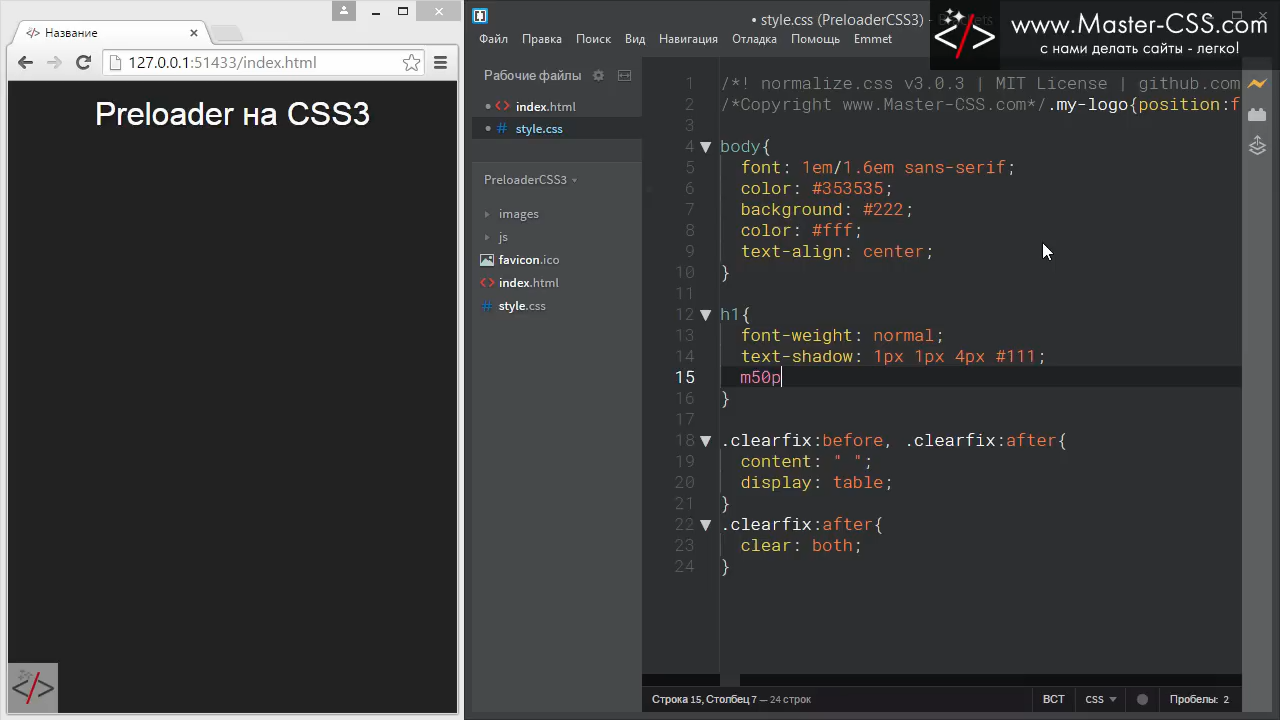 Название
127.0.0.1:51433/index.html
Preloader на CSS3
style.css (PreloaderCSS3) -
www.Master-CSS.com
с нами делать сайты - легко!
Файл Правка Поиск Вид Навигация Отладка Помощь Emmet
Рабочие файлы
index.html
style.css
PreloaderCSS3
images
js
favicon.ico
index.html
style.css
1 /*! normalize.css v3.0.3 | MIT License | github.com
2 /*Copyright www.Master-CSS.com*/.my-logo{position:f
3
4 body{
5 font: 1em/1.6em sans-serif;
6 color: #353535;
7 background: #222;
8 color: #fff;
9 text-align: center;
10 }
11
12 h1{
13 font-weight: normal;
14 text-shadow: 1px 1px 4px #111;
15 m50p
16 }
17
18 .clearfix:before, .clearfix:after{
19 content: " ";
20 display: table;
21 }
22 .clearfix:after{
23 clear: both;
24 }
Строка 15, Столбец 7 — 24 строк
ВСТ
CSS
Пробелы: 2